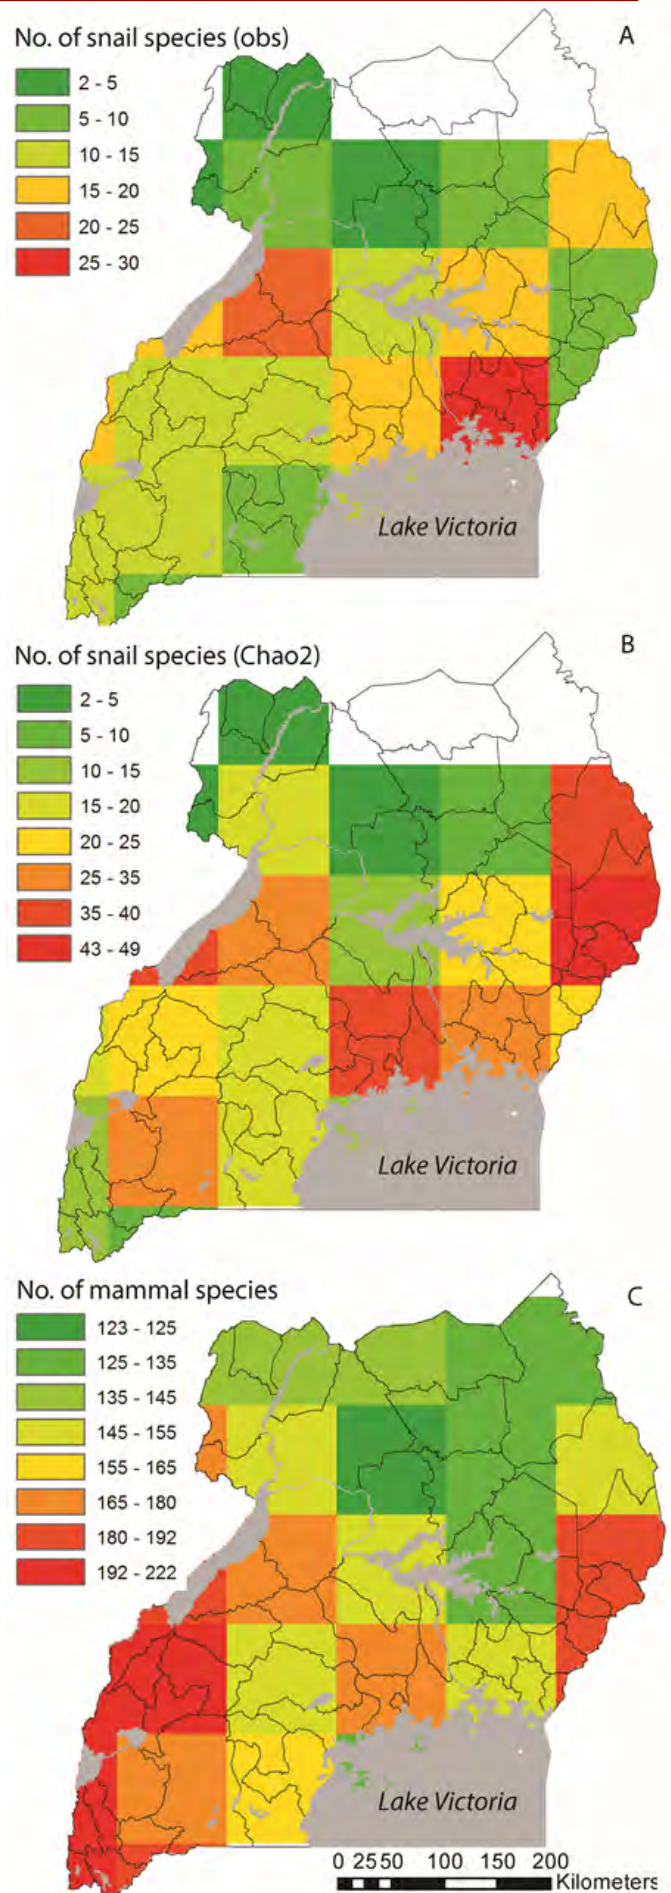 No. of snail species (obs)
A
2 - 5
5 - 10
10 - 15
15 - 20
20 - 25
25 - 30
Lake Victoria
No. of snail species (Chao2)
B
2 - 5
5 - 10
10 - 15
15 - 20
20 - 25
25 - 35
35 - 40
43 - 49
Lake Victoria
No. of mammal species
C
123 - 125
125 - 135
135 - 145
145 - 155
155 - 165
165 - 180
180 - 192
192 - 222
Lake Victoria
0 25 50 100 150 200
Kilometers